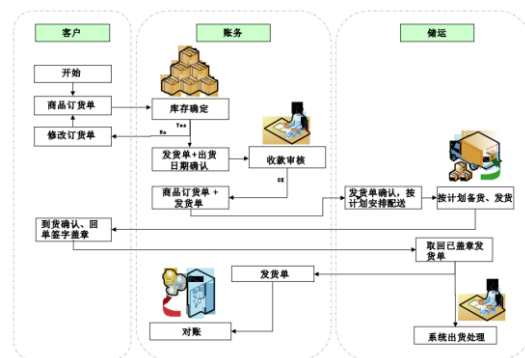 客户
账务
储运
开始
商品订货单
库存确定
Yes
No
修改订货单
发货单+出货
日期确认
收款审核
OK
商品订货单 +
发货单
发货单确认，按
计划安排配送
按计划备货、发货
到货确认、回
单签字盖章
取回已盖章发
货单
发货单
对账
系统出货处理